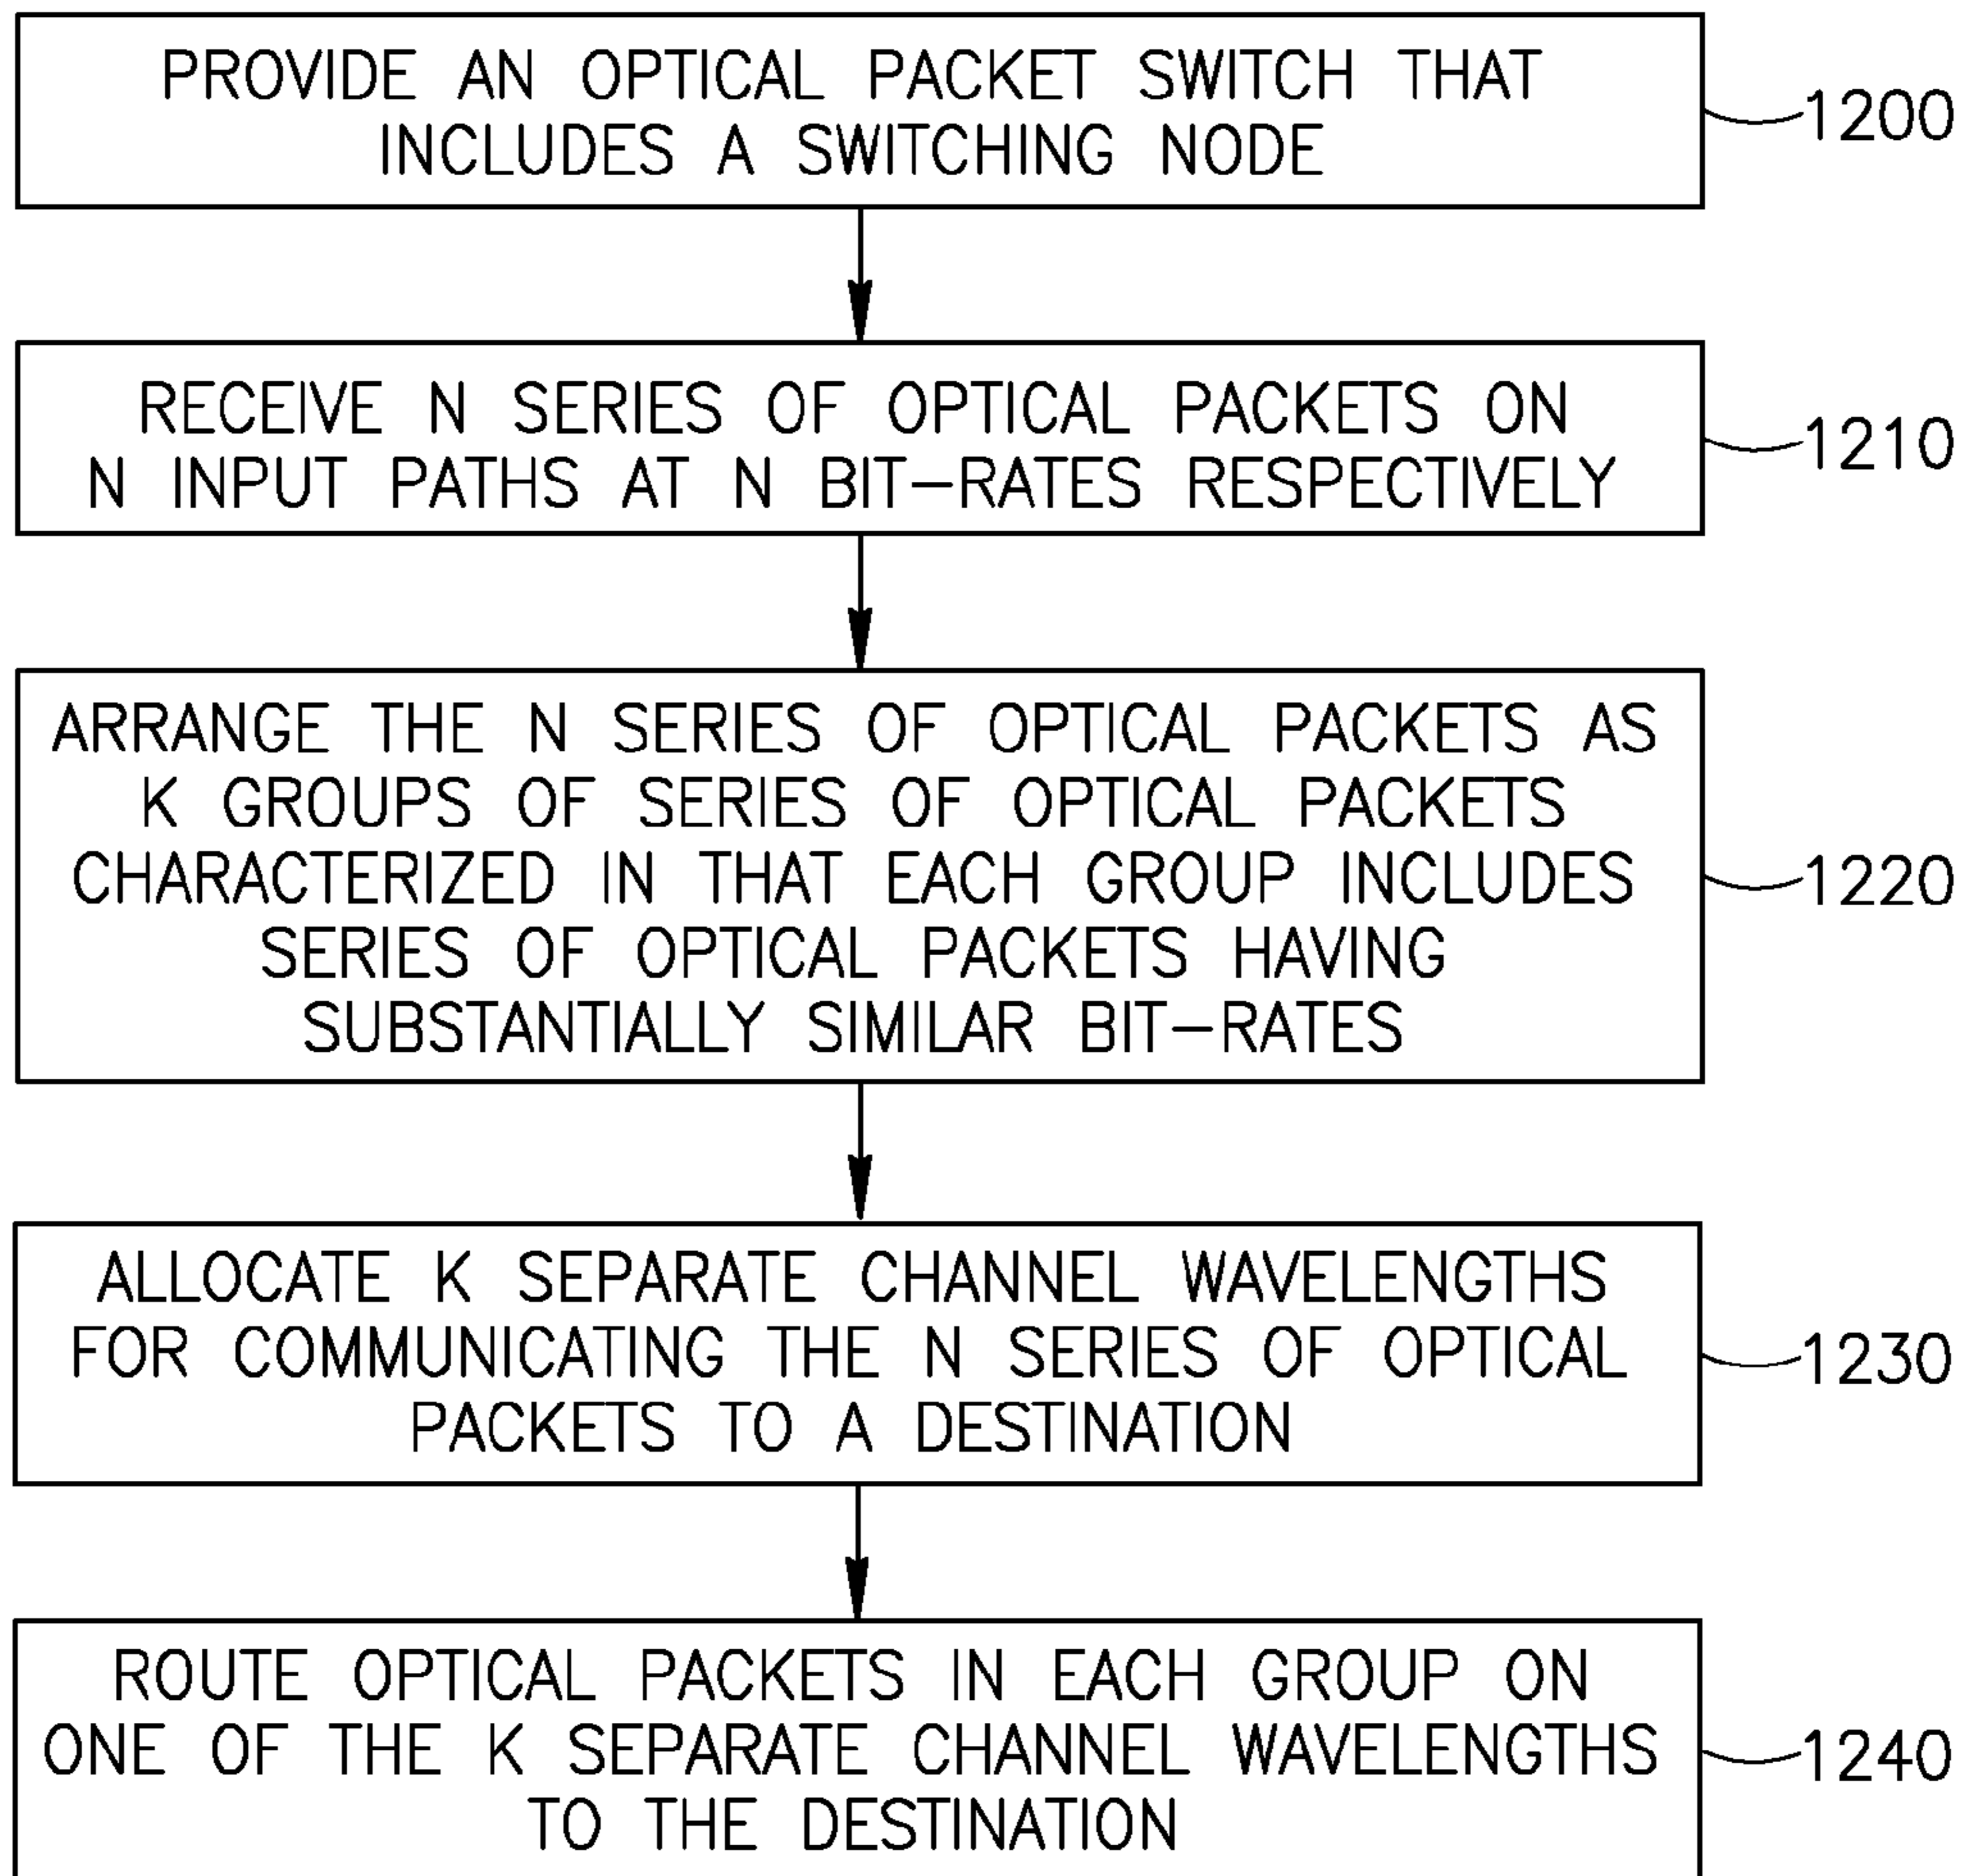 PROVIDE AN OPTICAL PACKET SWITCH THAT
INCLUDES A SWITCHING NODE
1200
RECEIVE N SERIES OF OPTICAL PACKETS ON
N INPUT PATHS AT N BIT-RATES RESPECTIVELY
1210
ARRANGE THE N SERIES OF OPTICAL PACKETS AS
K GROUPS OF SERIES OF OPTICAL PACKETS
CHARACTERIZED IN THAT EACH GROUP INCLUDES
SERIES OF OPTICAL PACKETS HAVING
SUBSTANTIALLY SIMILAR BIT-RATES
1220
ALLOCATE K SEPARATE CHANNEL WAVELENGTHS
FOR COMMUNICATING THE N SERIES OF OPTICAL
PACKETS TO A DESTINATION
1230
ROUTE OPTICAL PACKETS IN EACH GROUP ON
ONE OF THE K SEPARATE CHANNEL WAVELENGTHS
TO THE DESTINATION
1240